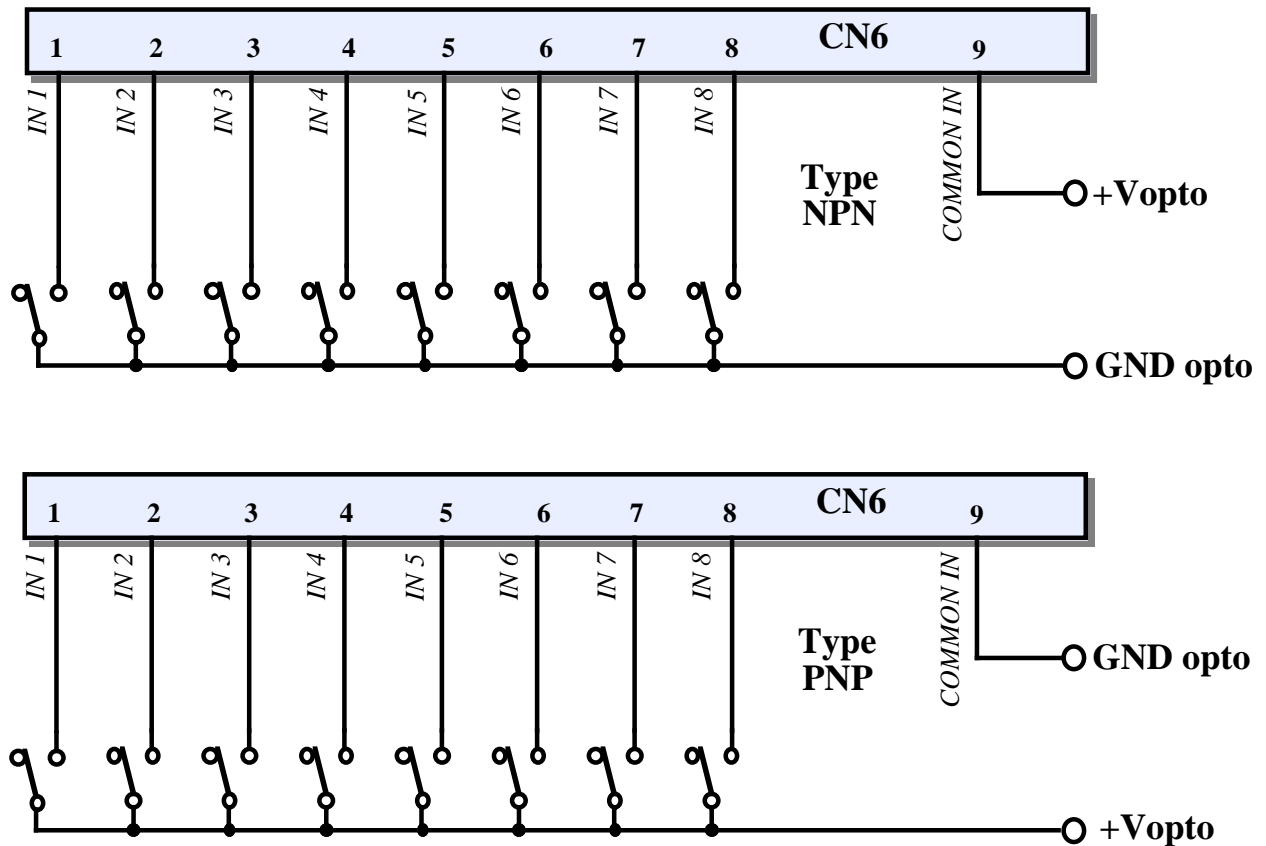 1 2 3 4 5 6 7 8 CN6 9
IN 1
IN 2
IN 3
IN 4
IN 5
IN 6
IN 7
IN 8
COMMON IN
Type
NPN
+Vopto
GND opto
1 2 3 4 5 6 7 8 CN6 9
IN 1
IN 2
IN 3
IN 4
IN 5
IN 6
IN 7
IN 8
COMMON IN
Type
PNP
GND opto
+Vopto